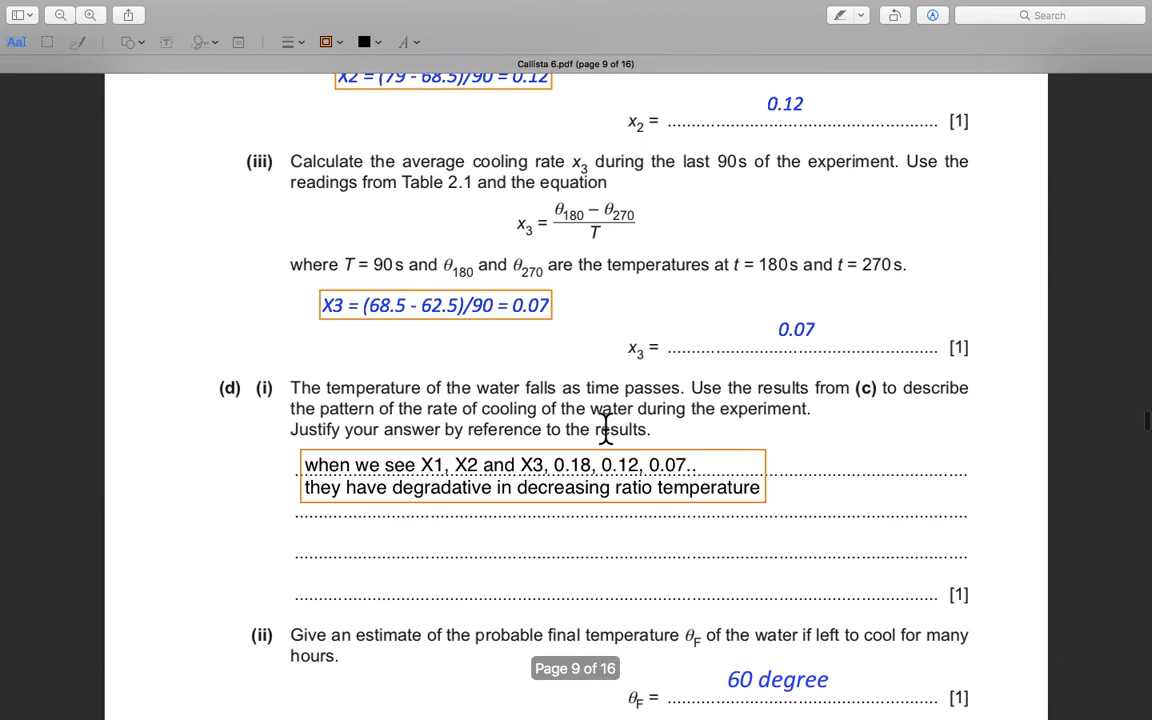 Search
AaI
Callista 6.pdf (page 9 of 16)
X2 = (79 - 68.5)/90 = 0.12
0.12
x2 = .................................................... [1]
(iii) Calculate the average cooling rate x3 during the last 90 s of the experiment. Use the
readings from Table 2.1 and the equation
x3 = (θ180 − θ270) / T
where T = 90 s and θ180 and θ270 are the temperatures at t = 180 s and t = 270 s.
X3 = (68.5 - 62.5)/90 = 0.07
0.07
x3 = .................................................... [1]
(d) (i) The temperature of the water falls as time passes. Use the results from (c) to describe
the pattern of the rate of cooling of the water during the experiment.
Justify your answer by reference to the results.
when we see X1, X2 and X3, 0.18, 0.12, 0.07..
they have degradative in decreasing ratio temperature
[1]
(ii) Give an estimate of the probable final temperature θF of the water if left to cool for many
hours.
Page 9 of 16
60 degree
θF = .................................................... [1]